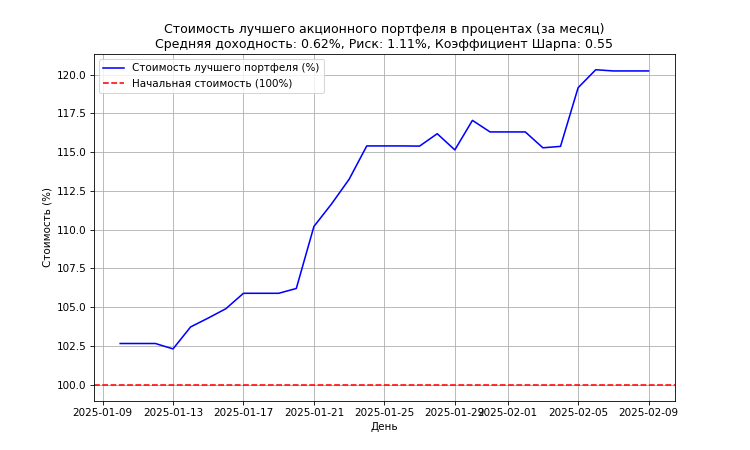 Стоимость лучшего акционного портфеля в процентах (за месяц)
Средняя доходность: 0.62%, Риск: 1.11%, Коэффициент Шарпа: 0.55
Стоимость лучшего портфеля (%)
Начальная стоимость (100%)
Стоимость (%)
120.0
117.5
115.0
112.5
110.0
107.5
105.0
102.5
100.0
2025-01-09 2025-01-13 2025-01-17 2025-01-21 2025-01-25 2025-01-29 2025-02-01 2025-02-05 2025-02-09
День